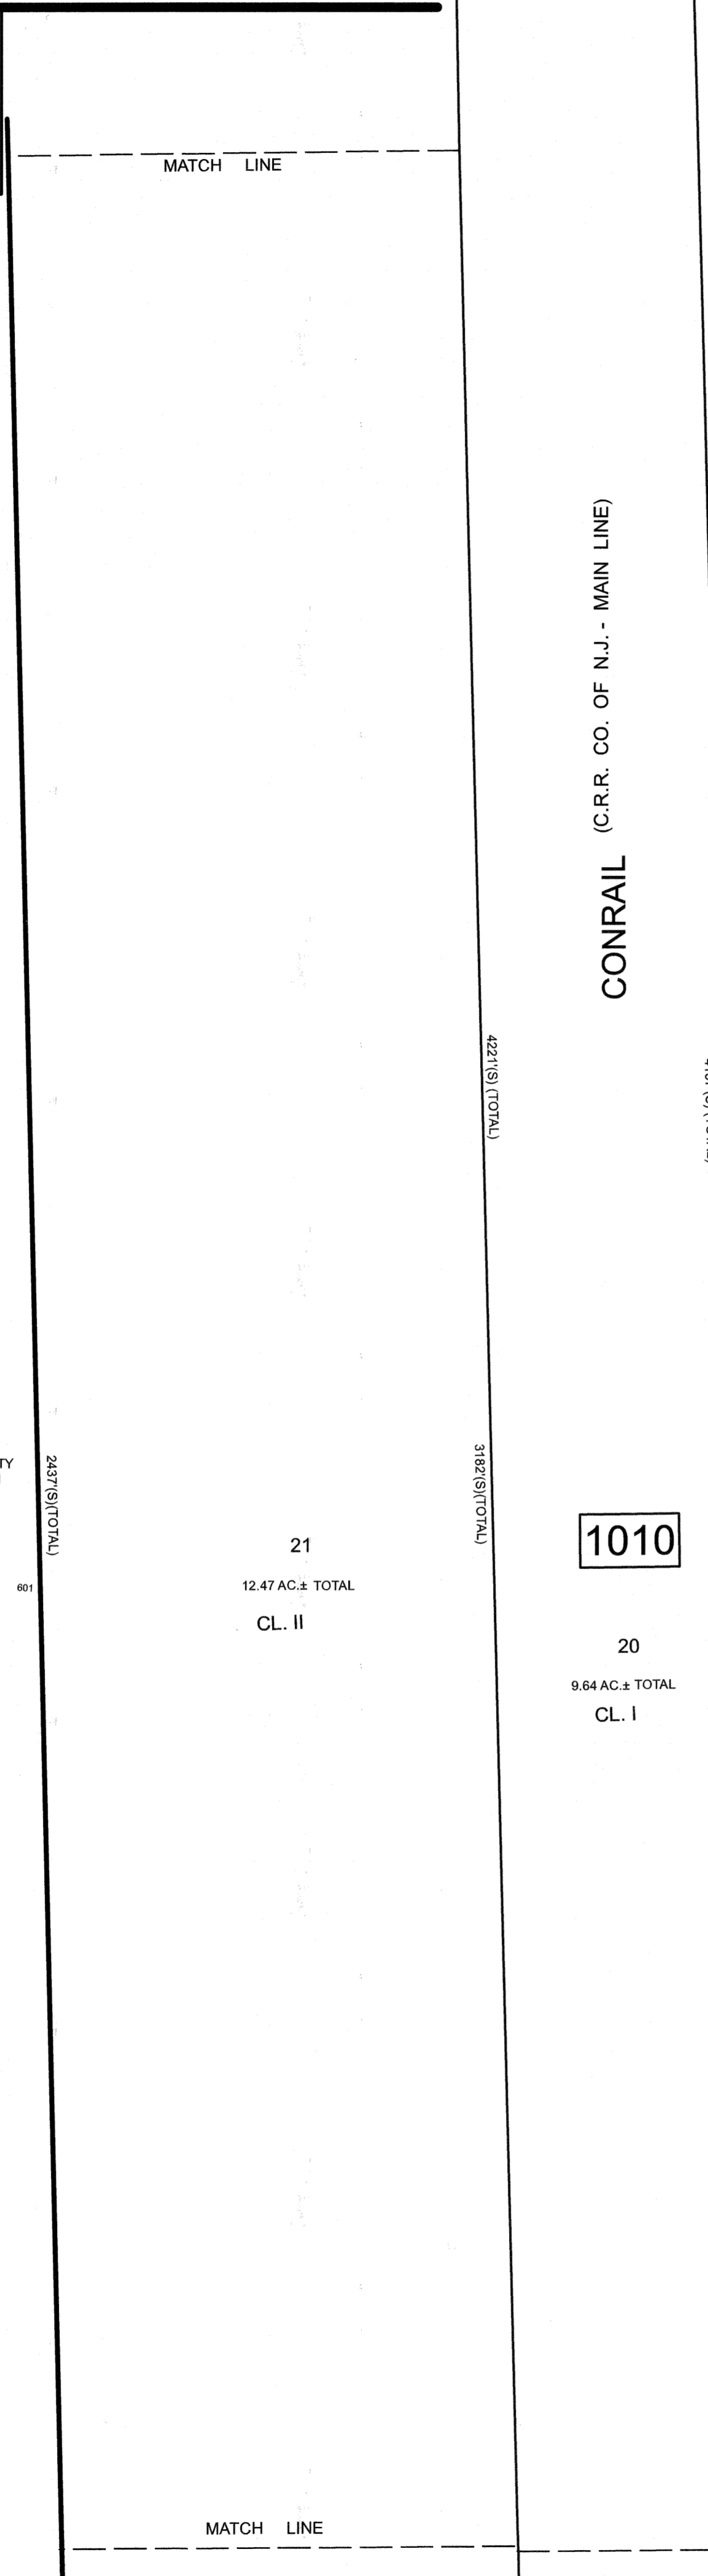 MATCH LINE
(C.R.R. CO. OF N.J. - MAIN LINE)
CONRAIL
4221'(S) (TOTAL)
2437'(S)(TOTAL)
3182'(S)(TOTAL)
TY
601
21
12.47 AC.± TOTAL
CL. II
1010
20
9.64 AC.± TOTAL
CL. I
MATCH LINE